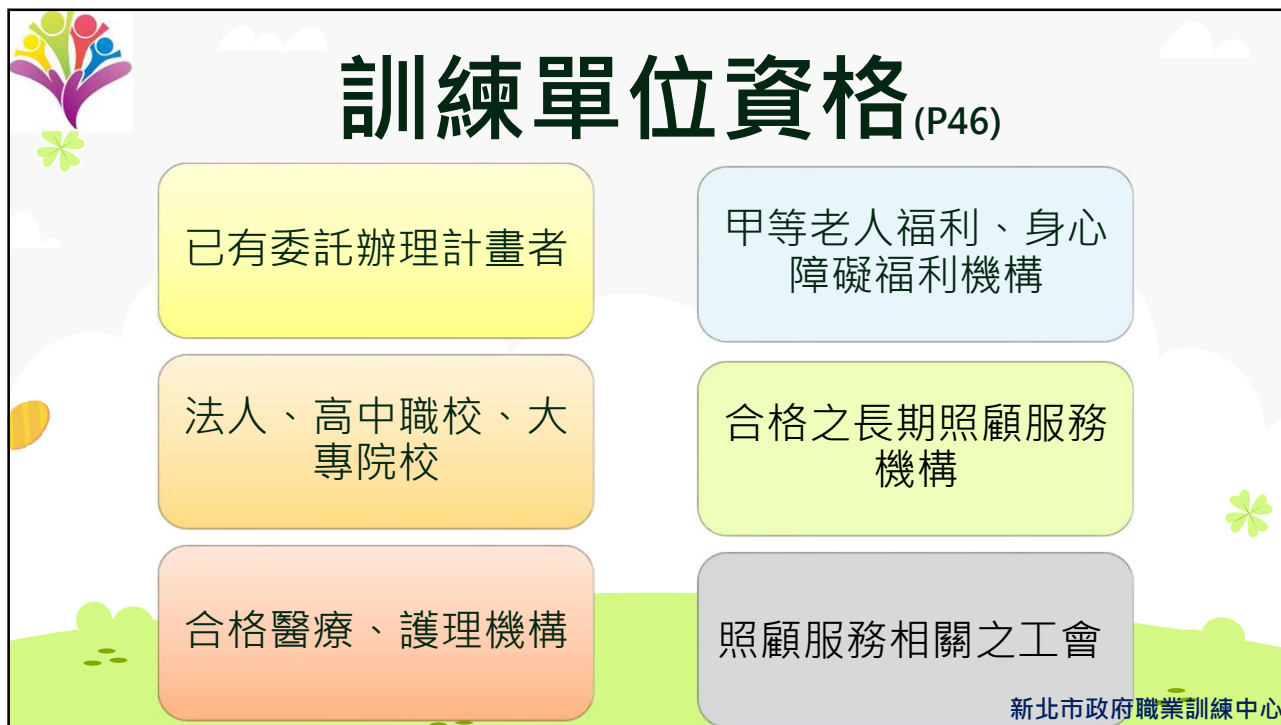 訓練單位資格(P46)
已有委託辦理計畫者
甲等老人福利、身心
障礙福利機構
法人、高中職校、大
專院校
合格之長期照顧服務
機構
合格醫療、護理機構
照顧服務相關之工會
新北市政府職業訓練中心